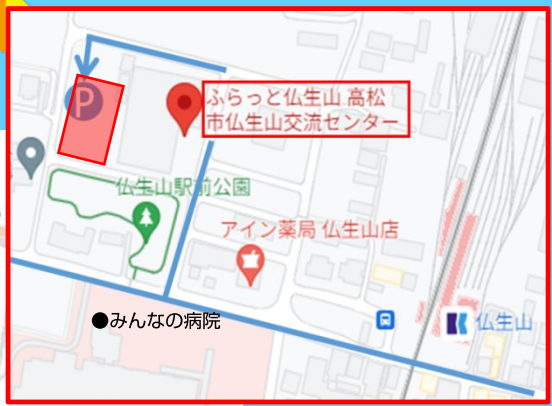 P
ふらっと仏生山 高松
市仏生山交流センター
仏生山駅前公園
アイン薬局 仏生山店
●みんなの病院
仏生山